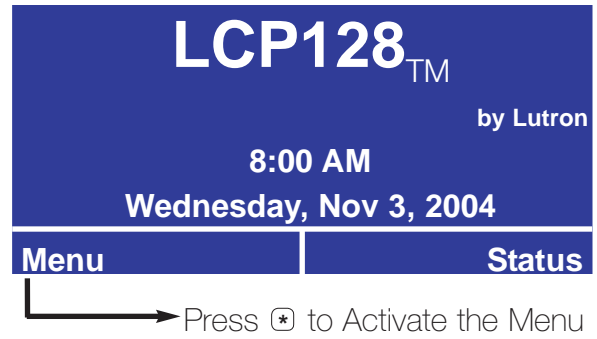 LCP128TM
by Lutron
8:00 AM
Wednesday, Nov 3, 2004
Menu Status
Press * to Activate the Menu